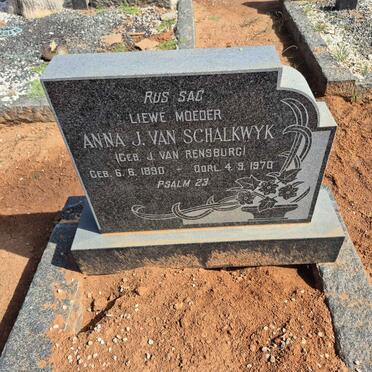 RUS SAG
LIEWE MOEDER
ANNA J. VAN SCHALKWYK
(GEB. J. VAN RENSBURG)
GEB. 6.6.1890 - OORL. 4.9.1970
PSALM 23